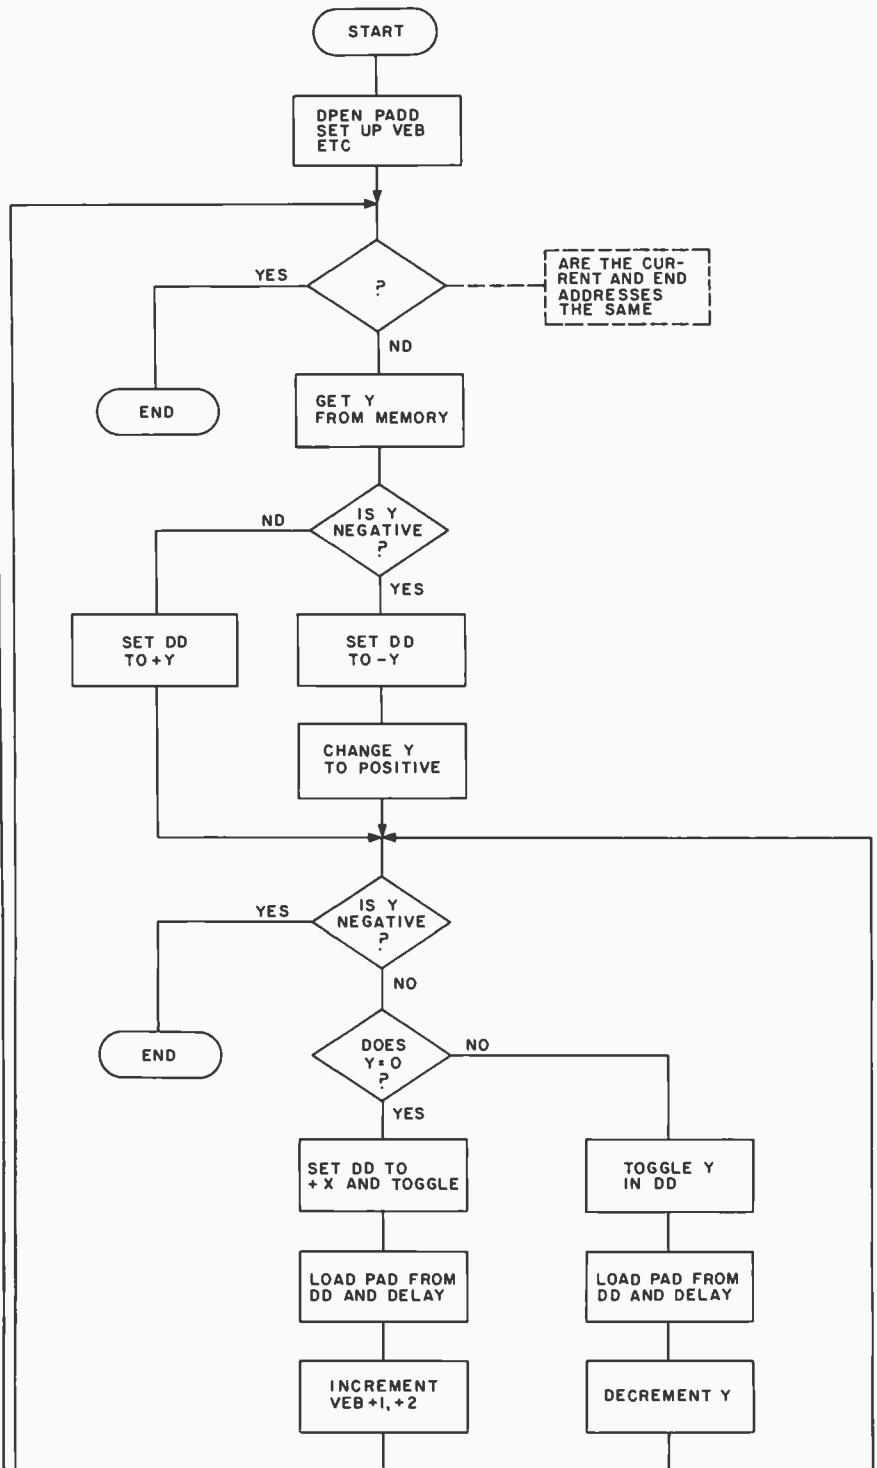 START
DPEN PADD
SET UP VEB
ETC
YES
?
ARE THE CUR-
RENT AND END
ADDRESSES
THE SAME
ND
END
GET Y
FROM MEMORY
ND
IS Y
NEGATIVE
?
YES
SET DD
TO+Y
SET DD
TO-Y
CHANGE Y
TO POSITIVE
YES
IS Y
NEGATIVE
?
NO
END
DOES
Y=0
?
NO
YES
SET DD TO
+X AND TOGGLE
TOGGLE Y
IN DD
LOAD PAD FROM
DD AND DELAY
LOAD PAD FROM
DD AND DELAY
INCREMENT
VEB+1,+2
DECREMENT Y